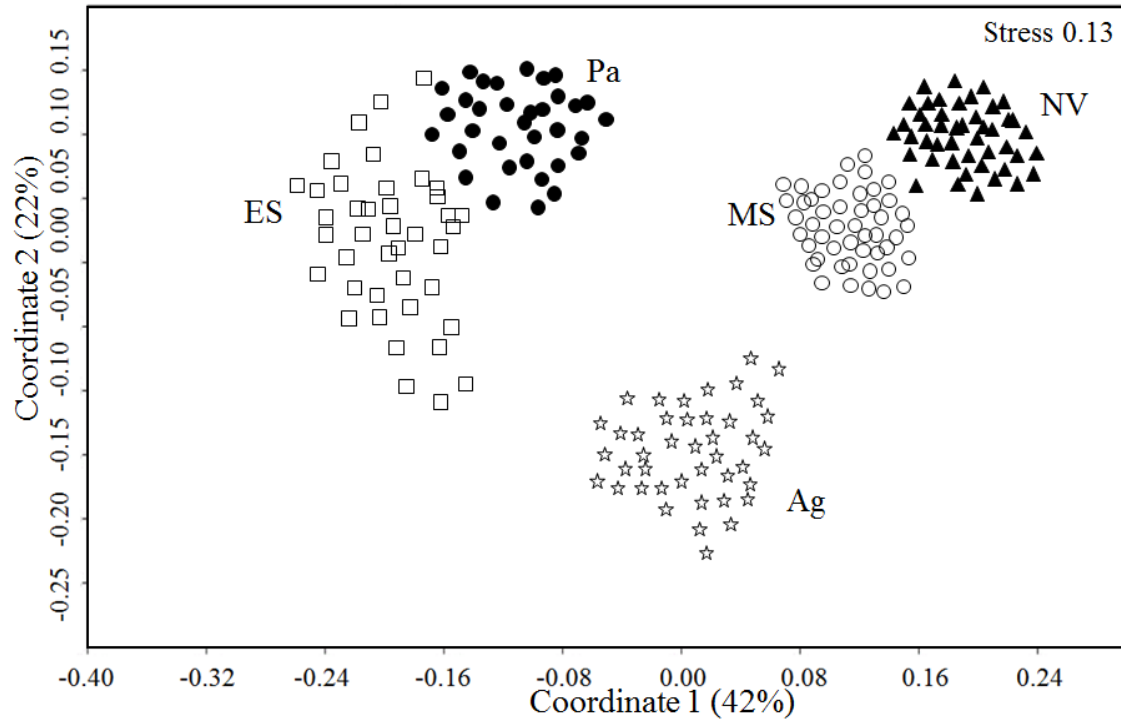 Stress 0.13
Pa
NV
ES
MS
Ag
Coordinate 2 (22%)
0.15
0.10
0.05
0.00
-0.05
-0.10
-0.15
-0.20
-0.25
-0.40 -0.32 -0.24 -0.16 -0.08 0.00 0.08 0.16 0.24
Coordinate 1 (42%)